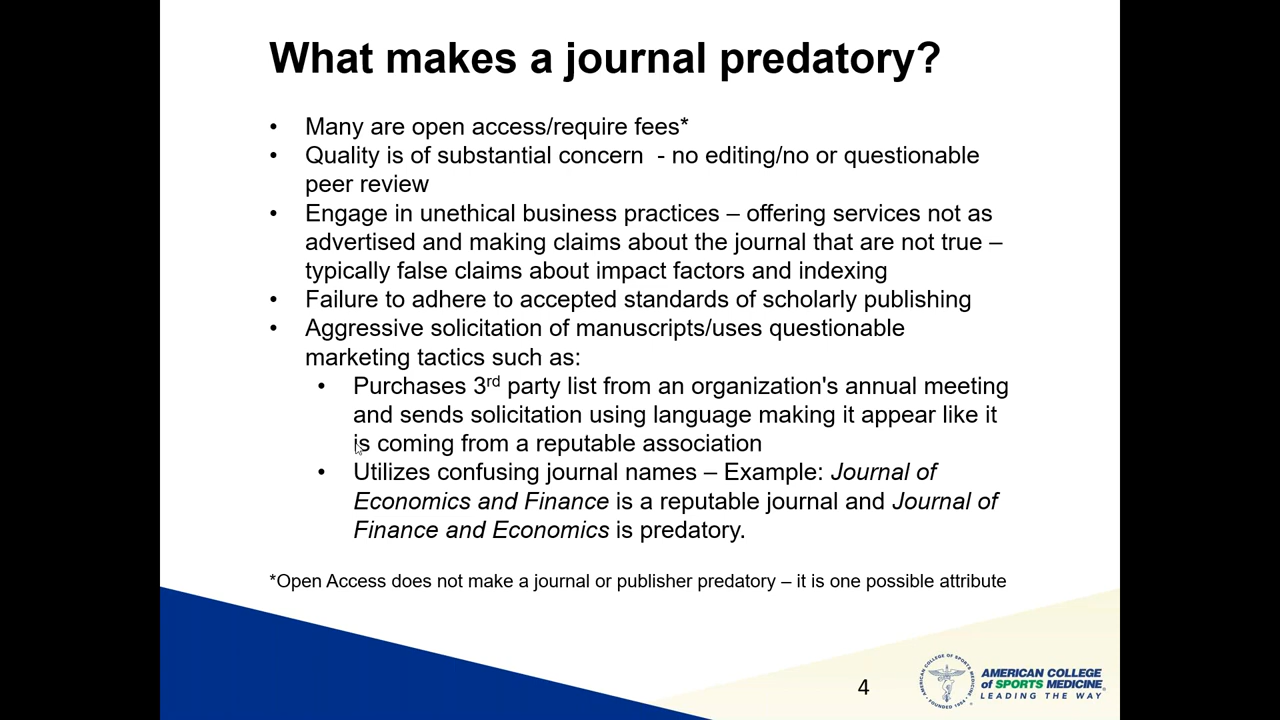 What makes a journal predatory?
• Many are open access/require fees*
• Quality is of substantial concern  - no editing/no or questionable
peer review
• Engage in unethical business practices – offering services not as
advertised and making claims about the journal that are not true –
typically false claims about impact factors and indexing
• Failure to adhere to accepted standards of scholarly publishing
• Aggressive solicitation of manuscripts/uses questionable
marketing tactics such as:
• Purchases 3rd party list from an organization's annual meeting
and sends solicitation using language making it appear like it
is coming from a reputable association
• Utilizes confusing journal names – Example: Journal of
Economics and Finance is a reputable journal and Journal of
Finance and Economics is predatory.
*Open Access does not make a journal or publisher predatory – it is one possible attribute
4
AMERICAN COLLEGE OF SPORTS MEDICINE
FOUNDED 1954
AMERICAN COLLEGE
of SPORTS MEDICINE
LEADING THE WAY